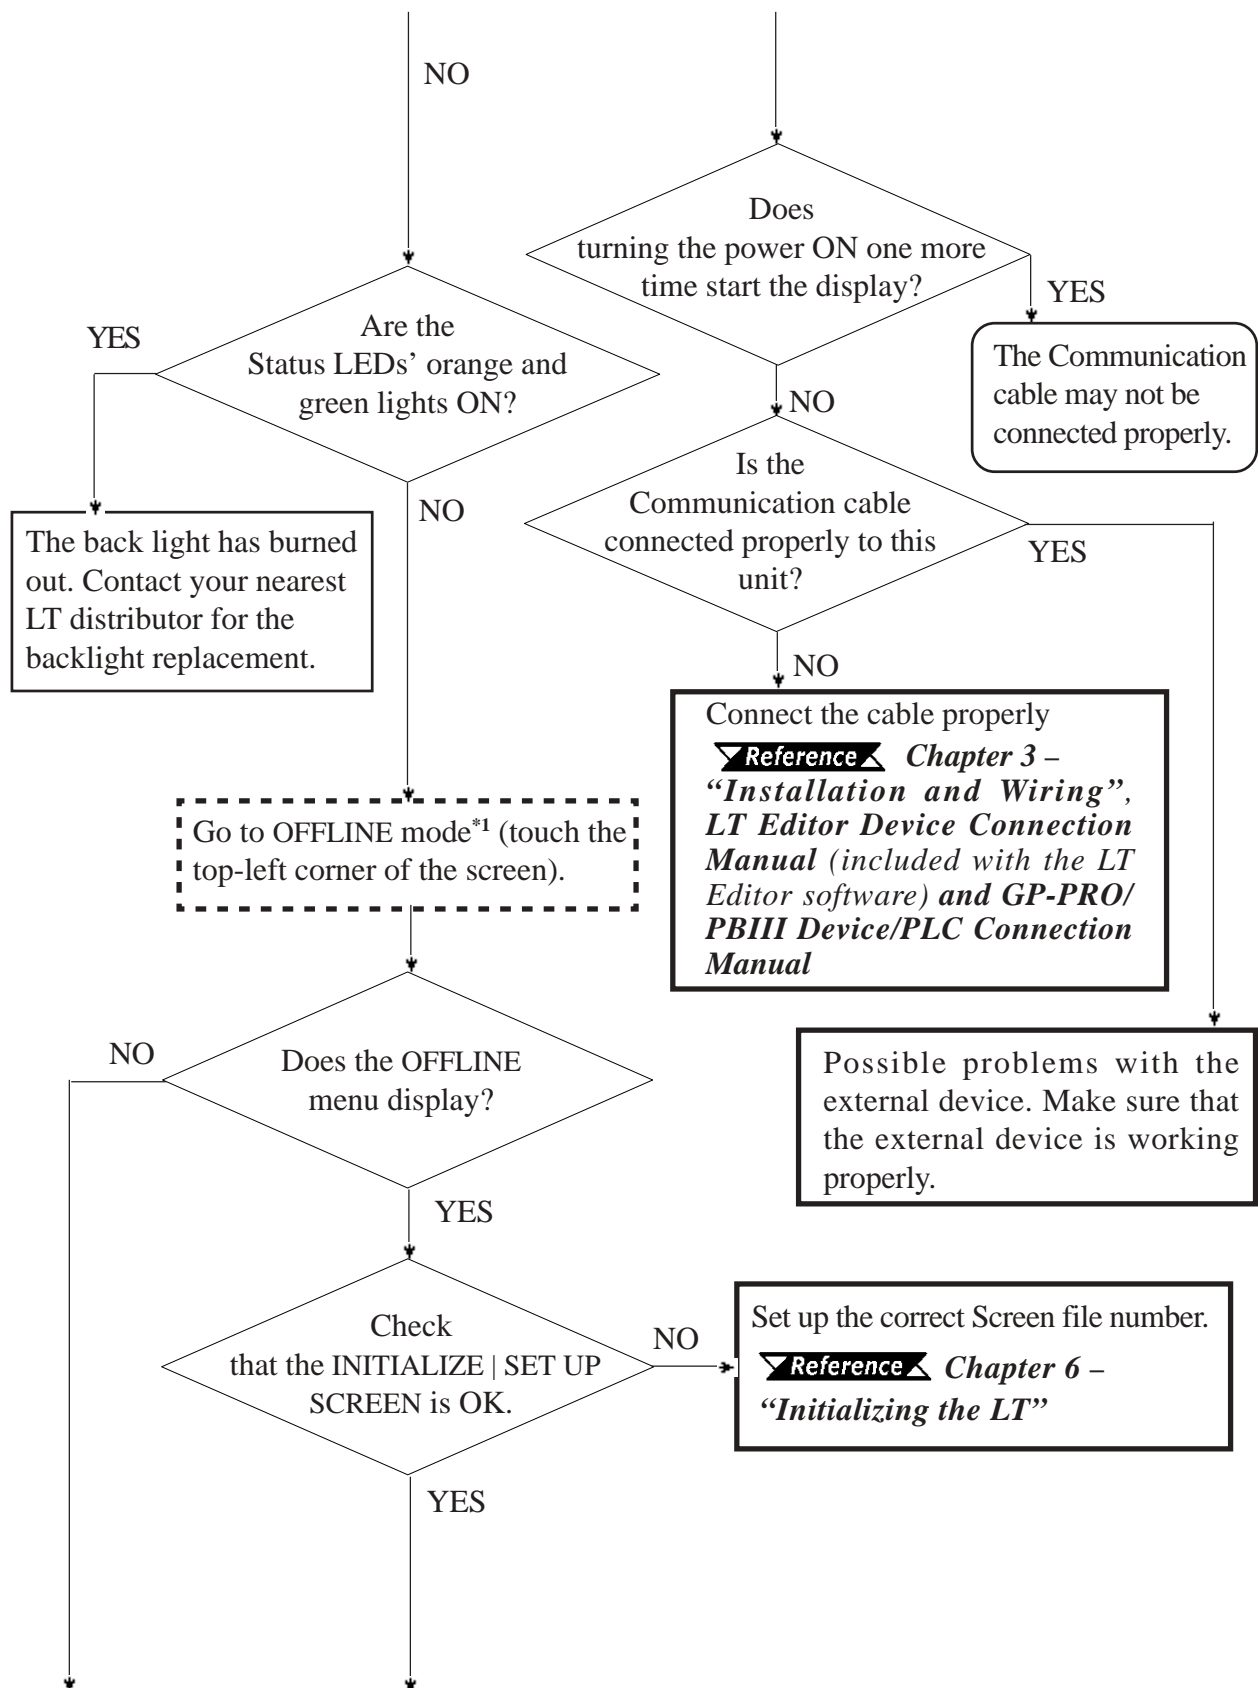 NO
Does
turning the power ON one more
time start the display?
YES
The Communication
cable may not be
connected properly.
YES
Are the
Status LEDs’ orange and
green lights ON?
NO
Is the
Communication cable
connected properly to this
unit?
YES
NO
The back light has burned
out. Contact your nearest
LT distributor for the
backlight replacement.
NO
Connect the cable properly
Reference Chapter 3 –
“Installation and Wiring”,
LT Editor Device Connection
Manual (included with the LT
Editor software) and GP-PRO/
PBIII Device/PLC Connection
Manual
Go to OFFLINE mode*1 (touch the
top-left corner of the screen).
NO
Does the OFFLINE
menu display?
Possible problems with the
external device. Make sure that
the external device is working
properly.
YES
Check
that the INITIALIZE | SET UP
SCREEN is OK.
NO
Set up the correct Screen file number.
Reference Chapter 6 –
“Initializing the LT”
YES